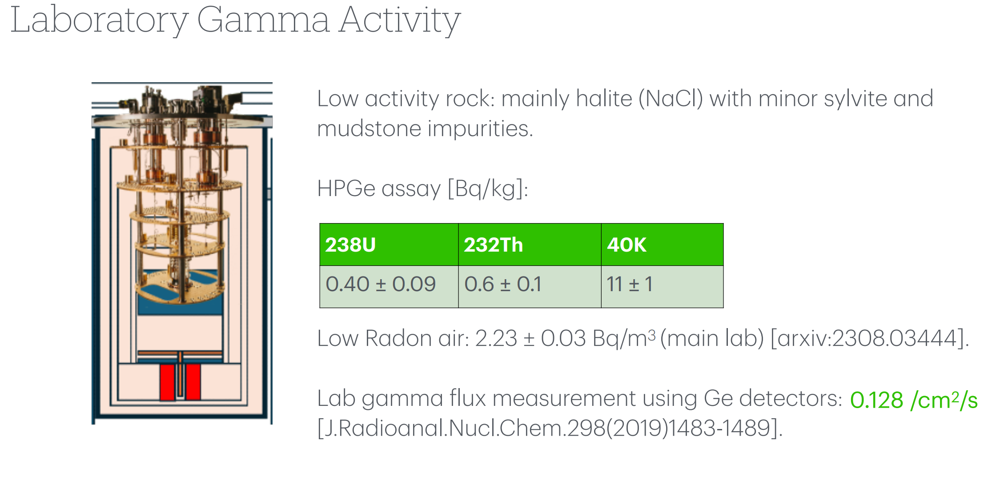 Laboratory Gamma Activity
Low activity rock: mainly halite (NaCl) with minor sylvite and
mudstone impurities.
HPGe assay [Bq/kg]:
238U 232Th 40K
0.40 ± 0.09 0.6 ± 0.1 11 ± 1
Low Radon air: 2.23 ± 0.03 Bq/m³ (main lab) [arxiv:2308.03444].
Lab gamma flux measurement using Ge detectors: 0.128 /cm²/s
[J.Radioanal.Nucl.Chem.298(2019)1483-1489].